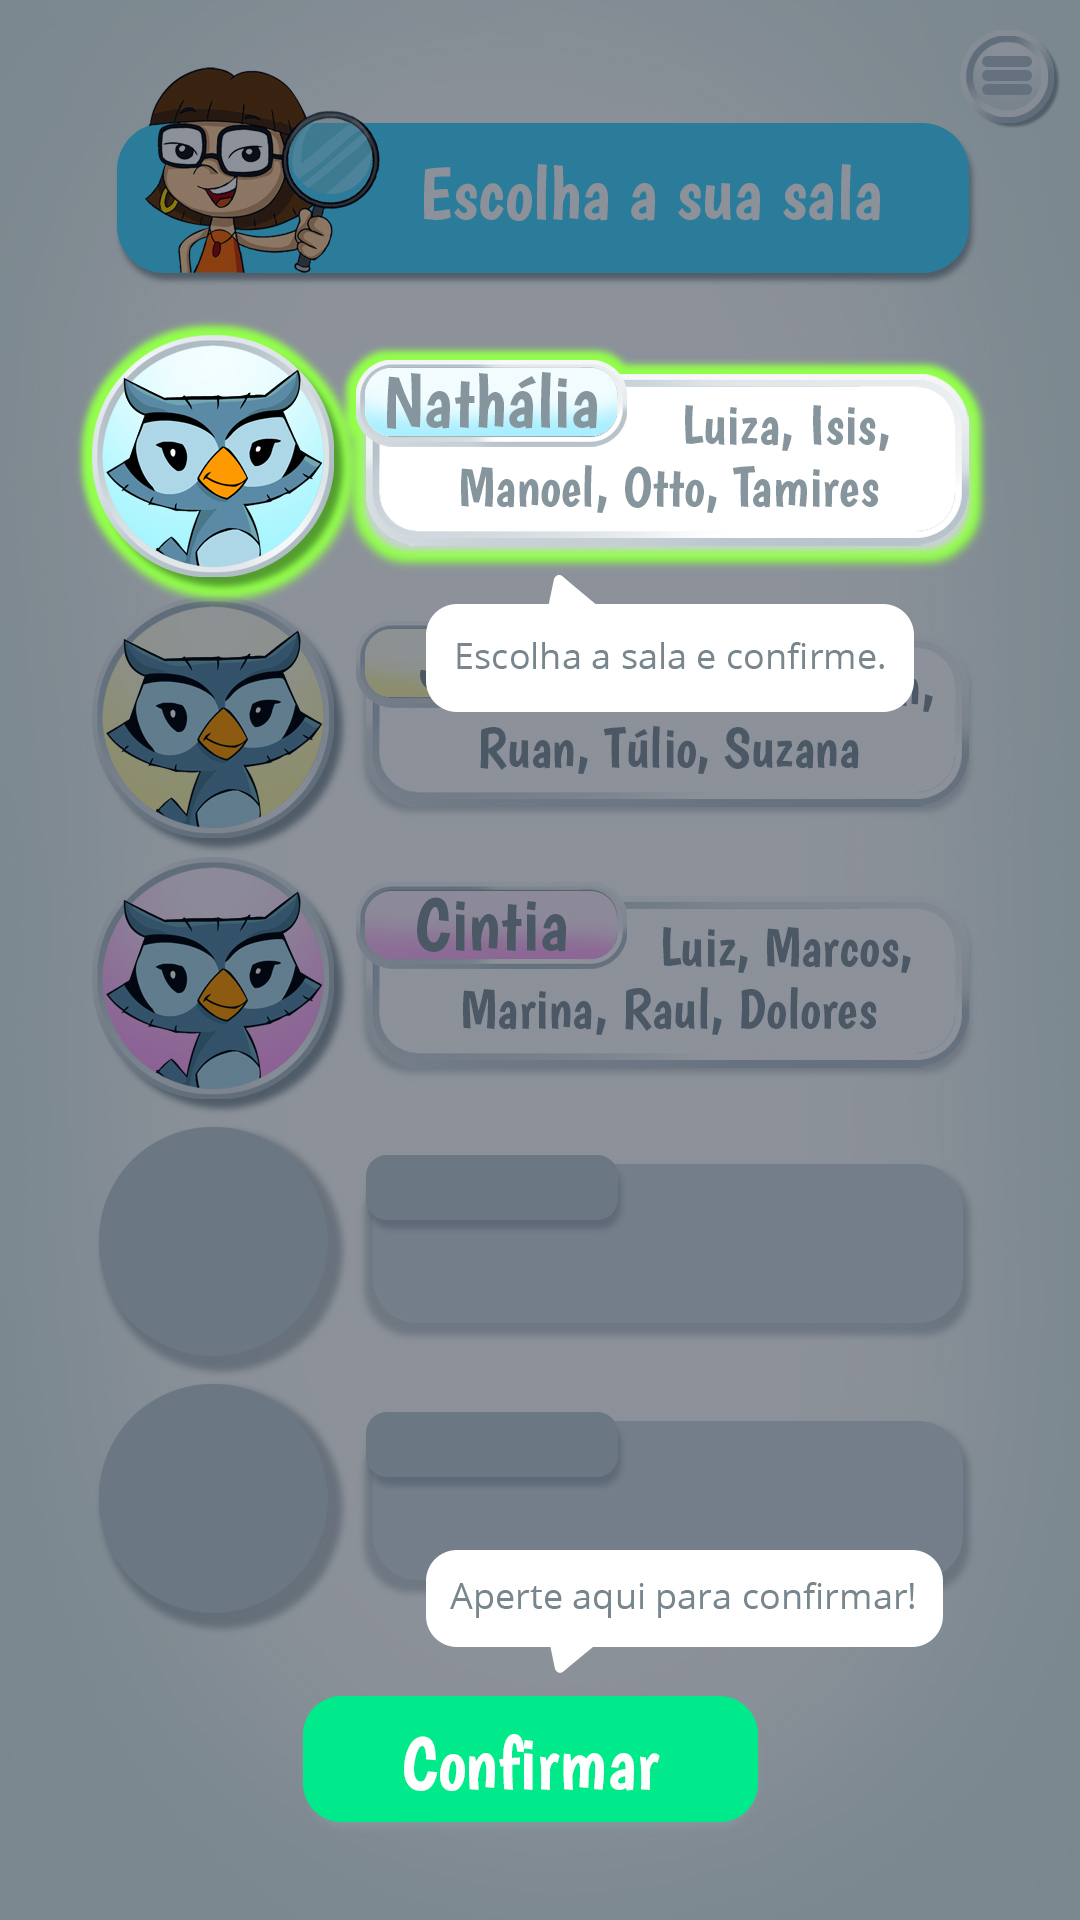 Escolha a sua sala
Nathália
Luiza, Isis,
Manoel, Otto, Tamires
Escolha a sala e confirme.
Ruan, Túlio, Suzana
Cintia
Luiz, Marcos,
Marina, Raul, Dolores
Aperte aqui para confirmar!
Confirmar